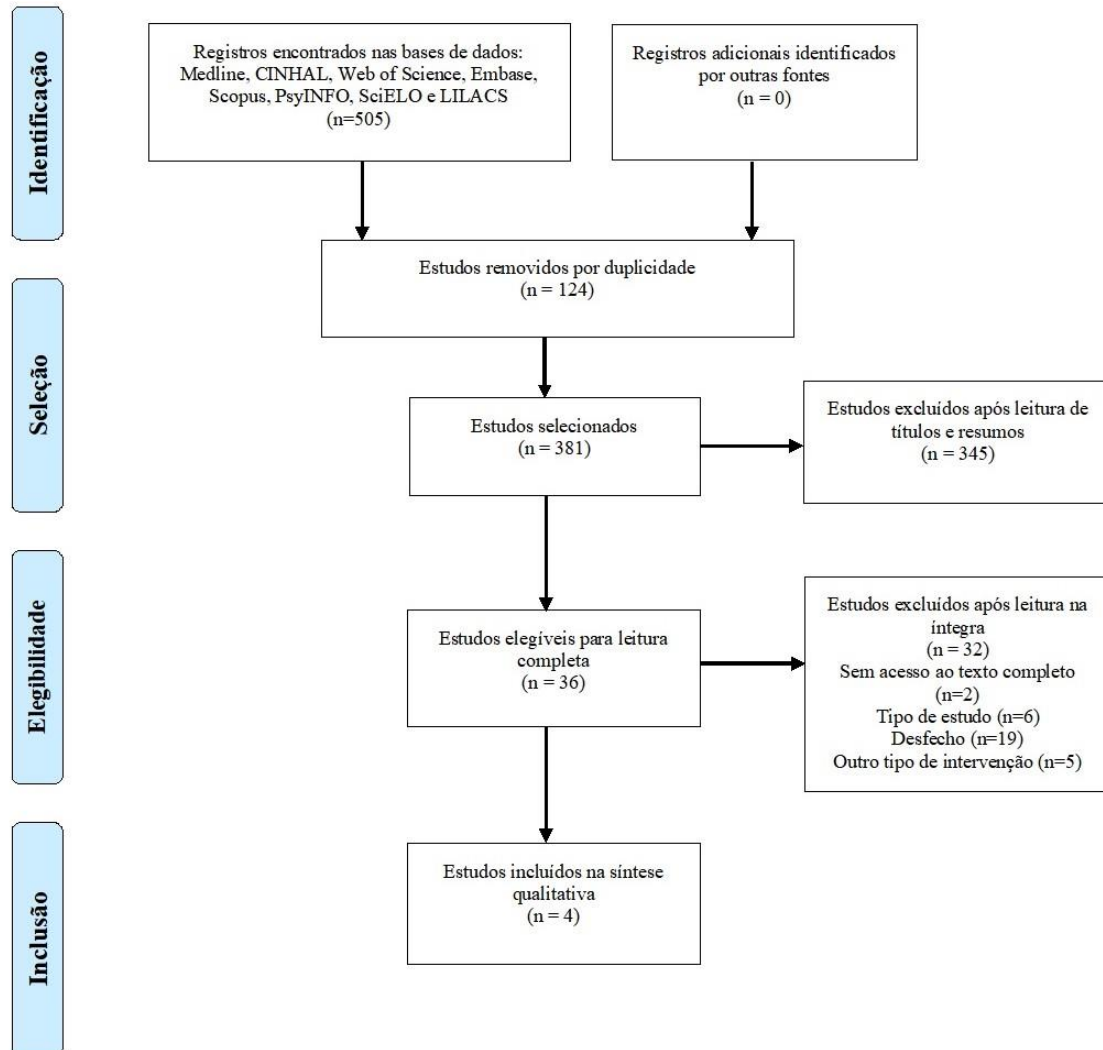 Identificação
Registros encontrados nas bases de dados:
Medline, CINHAL, Web of Science, Embase,
Scopus, PsyINFO, SciELO e LILACS
(n=505)
Registros adicionais identificados
por outras fontes
(n = 0)
Estudos removidos por duplicidade
(n = 124)
Seleção
Estudos selecionados
(n = 381)
Estudos excluídos após leitura de
títulos e resumos
(n = 345)
Elegibilidade
Estudos elegíveis para leitura
completa
(n = 36)
Estudos excluídos após leitura na
íntegra
(n = 32)
Sem acesso ao texto completo
(n=2)
Tipo de estudo (n=6)
Desfecho (n=19)
Outro tipo de intervenção (n=5)
Inclusão
Estudos incluídos na síntese
qualitativa
(n = 4)